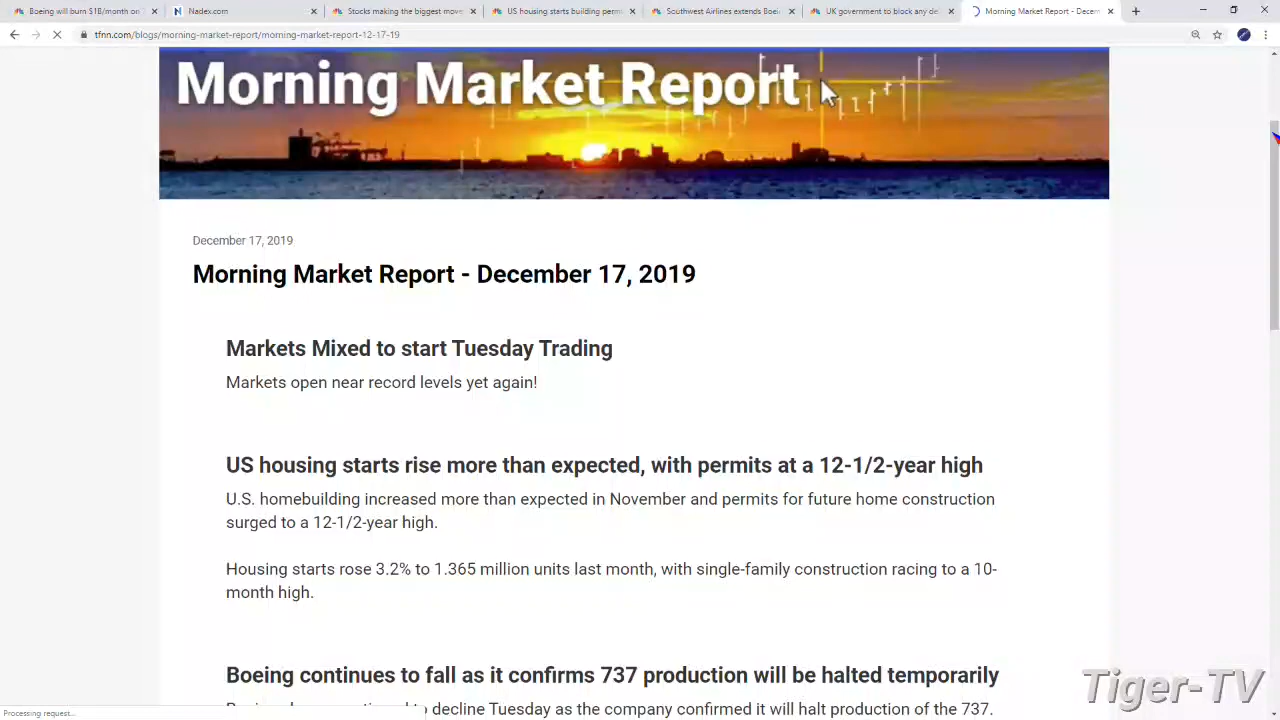 Boeing will burn $1B/month on
Nadex.com
Stocks making the biggest move
US housing starts building perm
Southwest Airlines extends Boei
UK government to block any de
Morning Market Report - Decem
tfnn.com/blogs/morning-market-report/morning-market-report-12-17-19
Morning Market Report
December 17, 2019
Morning Market Report - December 17, 2019
Markets Mixed to start Tuesday Trading
Markets open near record levels yet again!
US housing starts rise more than expected, with permits at a 12-1/2-year high
U.S. homebuilding increased more than expected in November and permits for future home construction
surged to a 12-1/2-year high.
Housing starts rose 3.2% to 1.365 million units last month, with single-family construction racing to a 10-
month high.
Boeing continues to fall as it confirms 737 production will be halted temporarily
decline Tuesday as the company confirmed it will halt production of the 737.
Tiger-TV
Processing request...